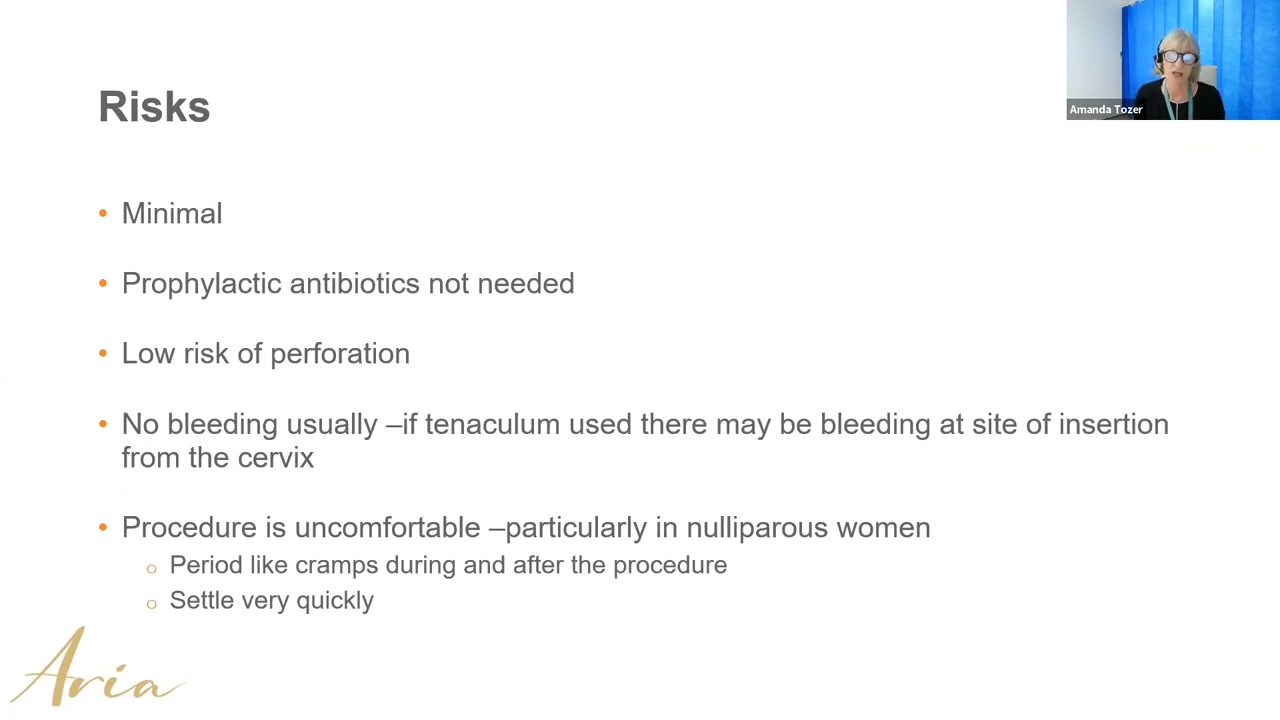 Amanda Tozer
Risks
• Minimal
• Prophylactic antibiotics not needed
• Low risk of perforation
• No bleeding usually –if tenaculum used there may be bleeding at site of insertion
from the cervix
• Procedure is uncomfortable –particularly in nulliparous women
o Period like cramps during and after the procedure
o Settle very quickly
Aria